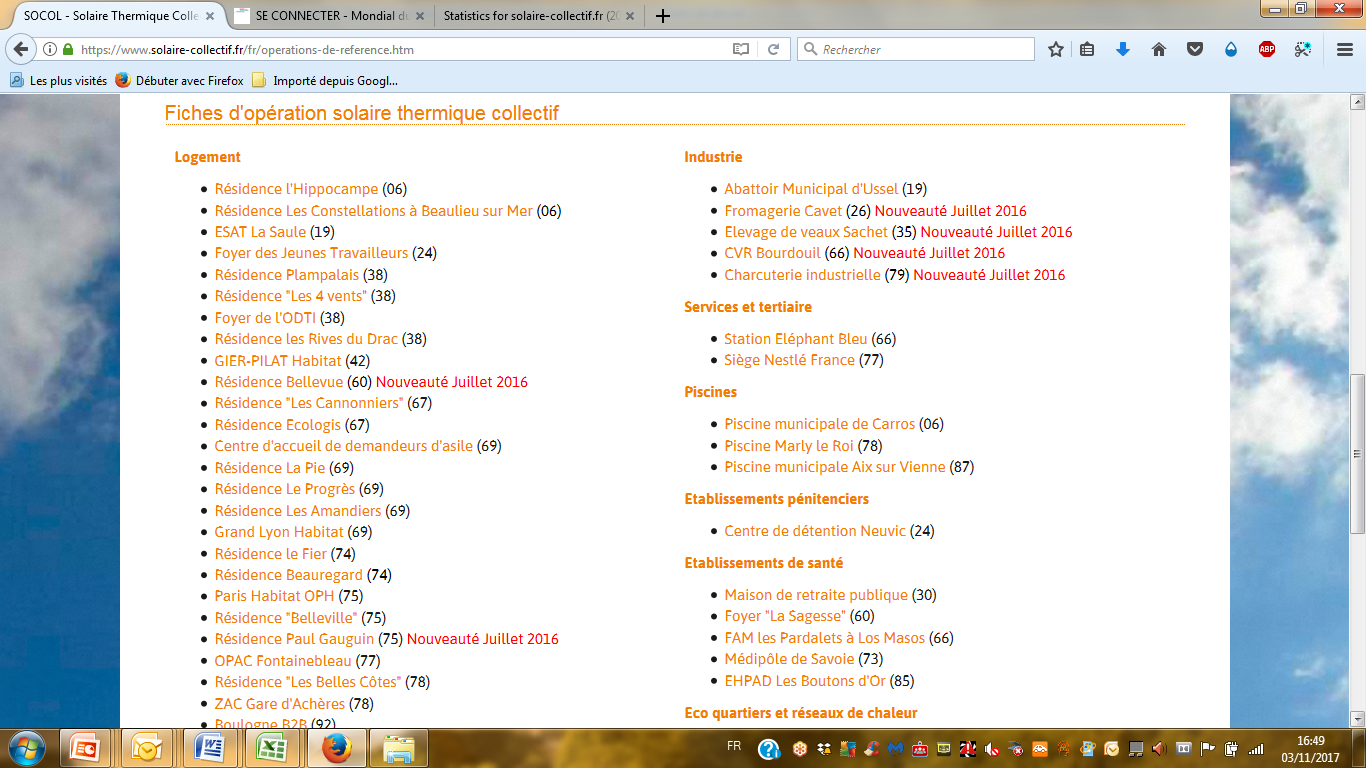 SOCOL - Solaire Thermique Colle
SE CONNECTER - Mondial du
Statistics for solaire-collectif.fr (20
https://www.solaire-collectif.fr/fr/operations-de-reference.htm
Rechercher
ABP
Les plus visités
Débuter avec Firefox
Importé depuis Googl...
Fiches d'opération solaire thermique collectif
Logement
Résidence l'Hippocampe (06)
Résidence Les Constellations à Beaulieu sur Mer (06)
ESAT La Saule (19)
Foyer des Jeunes Travailleurs (24)
Résidence Plampalais (38)
Résidence "Les 4 vents" (38)
Foyer de l'ODTI (38)
Résidence les Rives du Drac (38)
GIER-PILAT Habitat (42)
Résidence Bellevue (60) Nouveauté Juillet 2016
Résidence "Les Cannonniers" (67)
Résidence Ecologis (67)
Centre d'accueil de demandeurs d'asile (69)
Résidence La Pie (69)
Résidence Le Progrès (69)
Résidence Les Amandiers (69)
Grand Lyon Habitat (69)
Résidence le Fier (74)
Résidence Beauregard (74)
Paris Habitat OPH (75)
Résidence "Belleville" (75)
Résidence Paul Gauguin (75) Nouveauté Juillet 2016
OPAC Fontainebleau (77)
Résidence "Les Belles Côtes" (78)
ZAC Gare d'Achères (78)
Boulogne B2B (92)
Industrie
Abattoir Municipal d'Ussel (19)
Fromagerie Cavet (26) Nouveauté Juillet 2016
Elevage de veaux Sachet (35) Nouveauté Juillet 2016
CVR Bourdouil (66) Nouveauté Juillet 2016
Charcuterie industrielle (79) Nouveauté Juillet 2016
Services et tertiaire
Station Eléphant Bleu (66)
Siège Nestlé France (77)
Piscines
Piscine municipale de Carros (06)
Piscine Marly le Roi (78)
Piscine municipale Aix sur Vienne (87)
Etablissements pénitenciers
Centre de détention Neuvic (24)
Etablissements de santé
Maison de retraite publique (30)
Foyer "La Sagesse" (60)
FAM les Pardalets à Los Masos (66)
Médipôle de Savoie (73)
EHPAD Les Boutons d'Or (85)
Eco quartiers et réseaux de chaleur
FR
16:49
03/11/2017